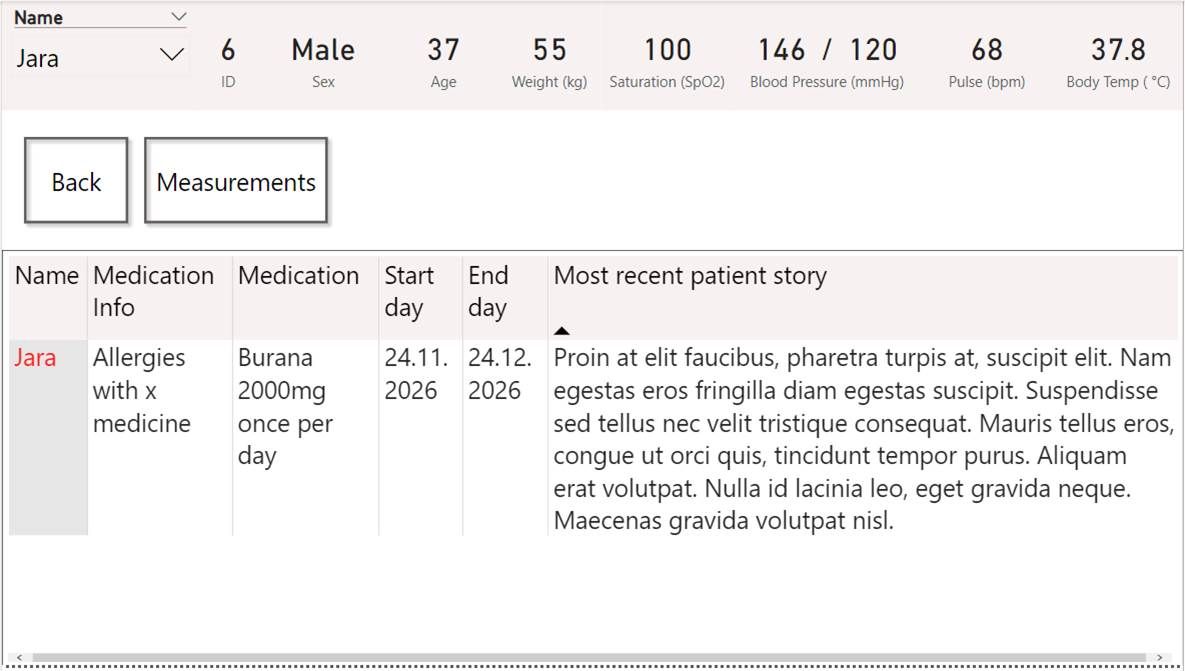 Name
Jara
6
ID
Male
Sex
37
Age
55
Weight (kg)
100
Saturation (SpO2)
146 / 120
Blood Pressure (mmHg)
68
Pulse (bpm)
37.8
Body Temp ( °C)
Back
Measurements
Name
Medication
Info
Medication
Start
day
End
day
Most recent patient story
Jara
Allergies
with x
medicine
Burana
2000mg
once per
day
24.11.
2026
24.12.
2026
Proin at elit faucibus, pharetra turpis at, suscipit elit. Nam
egestas eros fringilla diam egestas suscipit. Suspendisse
sed tellus nec velit tristique consequat. Mauris tellus eros,
congue ut orci quis, tincidunt tempor purus. Aliquam
erat volutpat. Nulla id lacinia leo, eget gravida neque.
Maecenas gravida volutpat nisl.